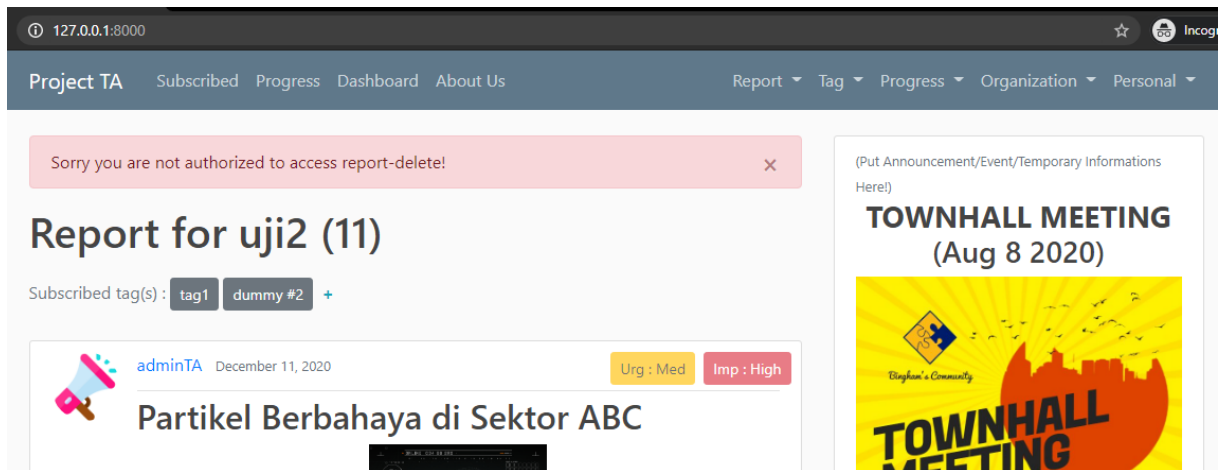 127.0.0.1:8000
Incogn
Project TA Subscribed Progress Dashboard About Us Report Tag Progress Organization Personal
Sorry you are not authorized to access report-delete! ×
Report for uji2 (11)
Subscribed tag(s) : tag1 dummy #2 +
adminTA December 11, 2020 Urg : Med Imp : High
Partikel Berbahaya di Sektor ABC
(Put Announcement/Event/Temporary Informations
Here!)
TOWNHALL MEETING
(Aug 8 2020)
Bingham's Community
TOWNHALL
MEETING